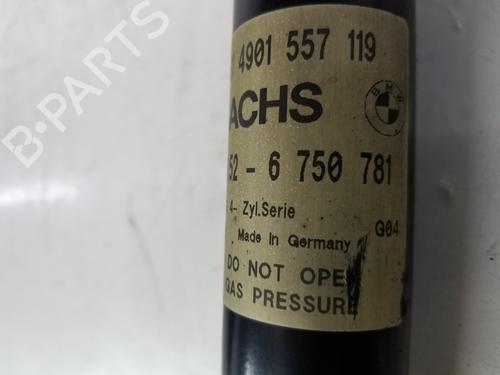 4901 557 119
ACHS
BMW
52 - 6 750 781
4- Zyl.Serie
Made In Germany G04
DO NOT OPE
GAS PRESSURE
B-PARTS